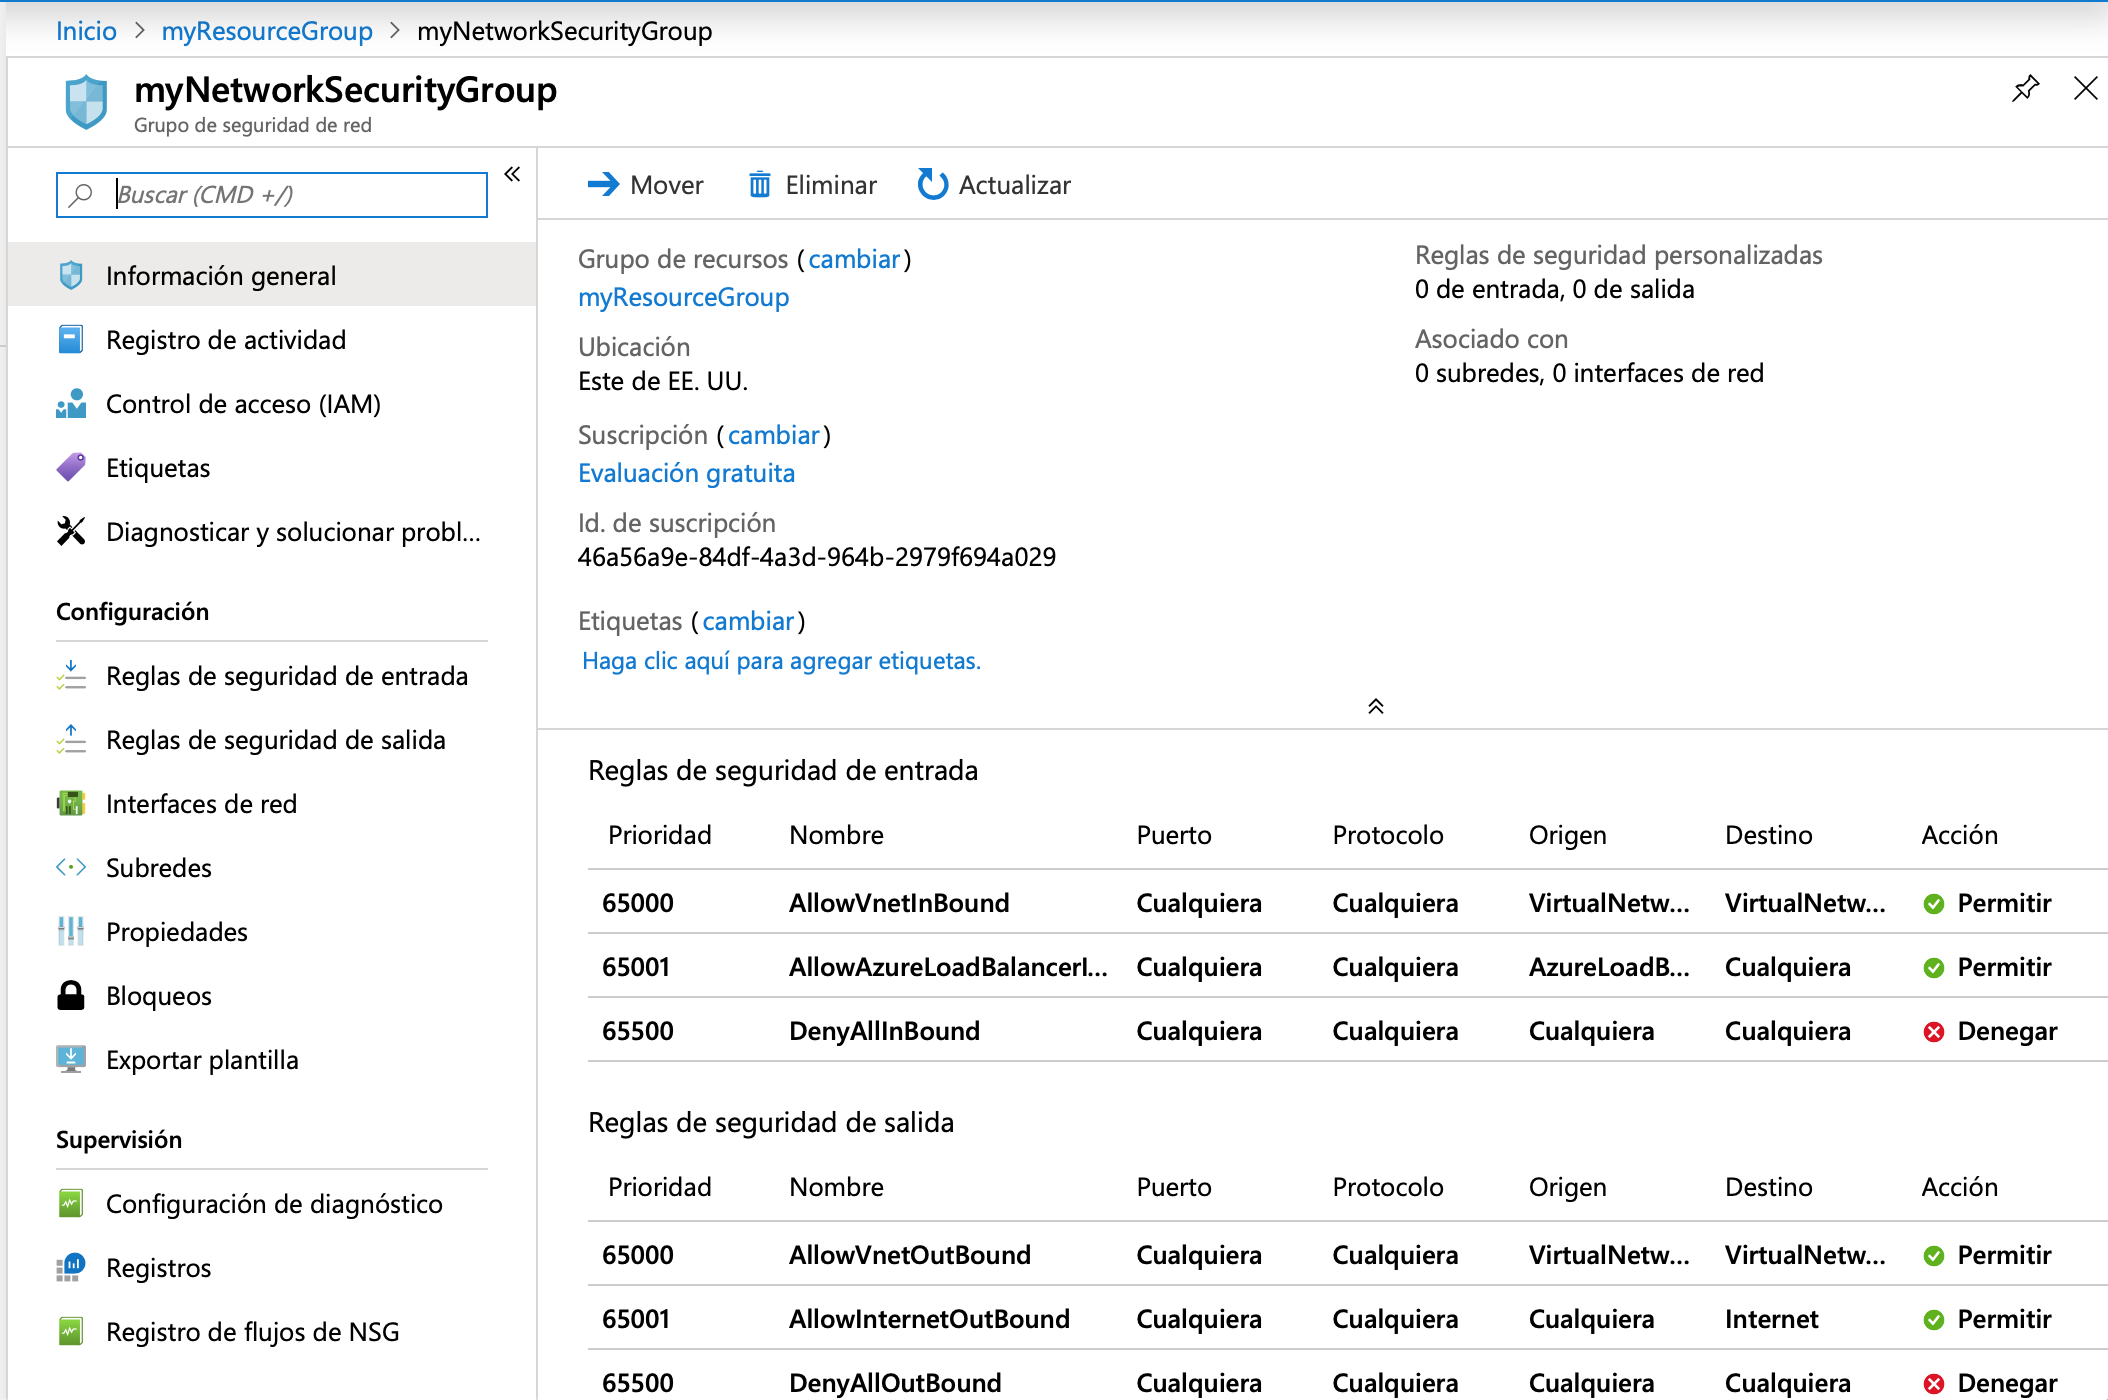 Inicio > myResourceGroup > myNetworkSecurityGroup
myNetworkSecurityGroup
Grupo de seguridad de red
Buscar (CMD +/)
«
Información general
Registro de actividad
Control de acceso (IAM)
Etiquetas
Diagnosticar y solucionar probl...
Configuración
Reglas de seguridad de entrada
Reglas de seguridad de salida
Interfaces de red
Subredes
Propiedades
Bloqueos
Exportar plantilla
Supervisión
Configuración de diagnóstico
Registros
Registro de flujos de NSG
Mover Eliminar Actualizar
Grupo de recursos (cambiar)
myResourceGroup
Ubicación
Este de EE. UU.
Suscripción (cambiar)
Evaluación gratuita
Id. de suscripción
46a56a9e-84df-4a3d-964b-2979f694a029
Etiquetas (cambiar)
Haga clic aquí para agregar etiquetas.
Reglas de seguridad personalizadas
0 de entrada, 0 de salida
Asociado con
0 subredes, 0 interfaces de red
Reglas de seguridad de entrada
Prioridad Nombre Puerto Protocolo Origen Destino Acción
65000 AllowVnetInBound Cualquiera Cualquiera VirtualNetw... VirtualNetw... Permitir
65001 AllowAzureLoadBalancerI... Cualquiera Cualquiera AzureLoadB... Cualquiera Permitir
65500 DenyAllInBound Cualquiera Cualquiera Cualquiera Cualquiera Denegar
Reglas de seguridad de salida
Prioridad Nombre Puerto Protocolo Origen Destino Acción
65000 AllowVnetOutBound Cualquiera Cualquiera VirtualNetw... VirtualNetw... Permitir
65001 AllowInternetOutBound Cualquiera Cualquiera Cualquiera Internet Permitir
65500 DenyAllOutBound Cualquiera Cualquiera Cualquiera Cualquiera Denegar